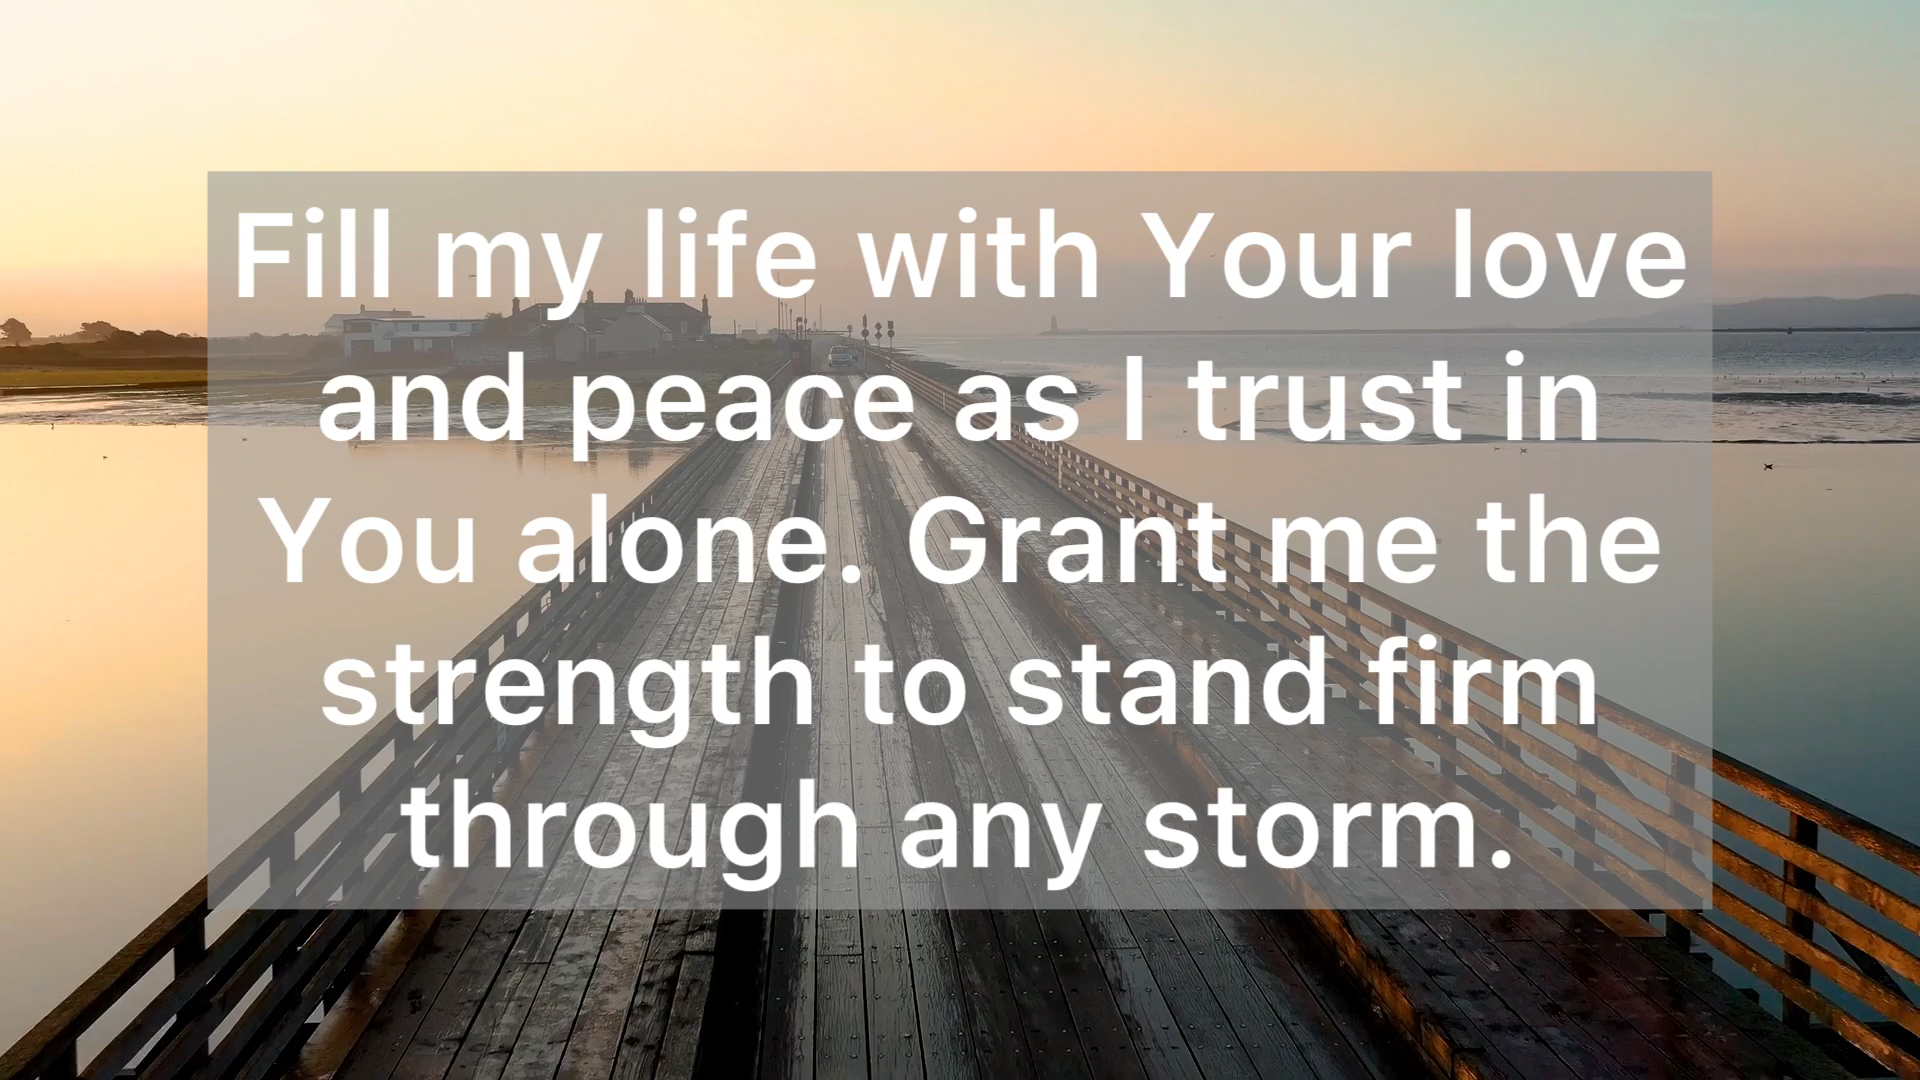 Fill my life with Your love
and peace as I trust in
You alone. Grant me the
strength to stand firm
through any storm.